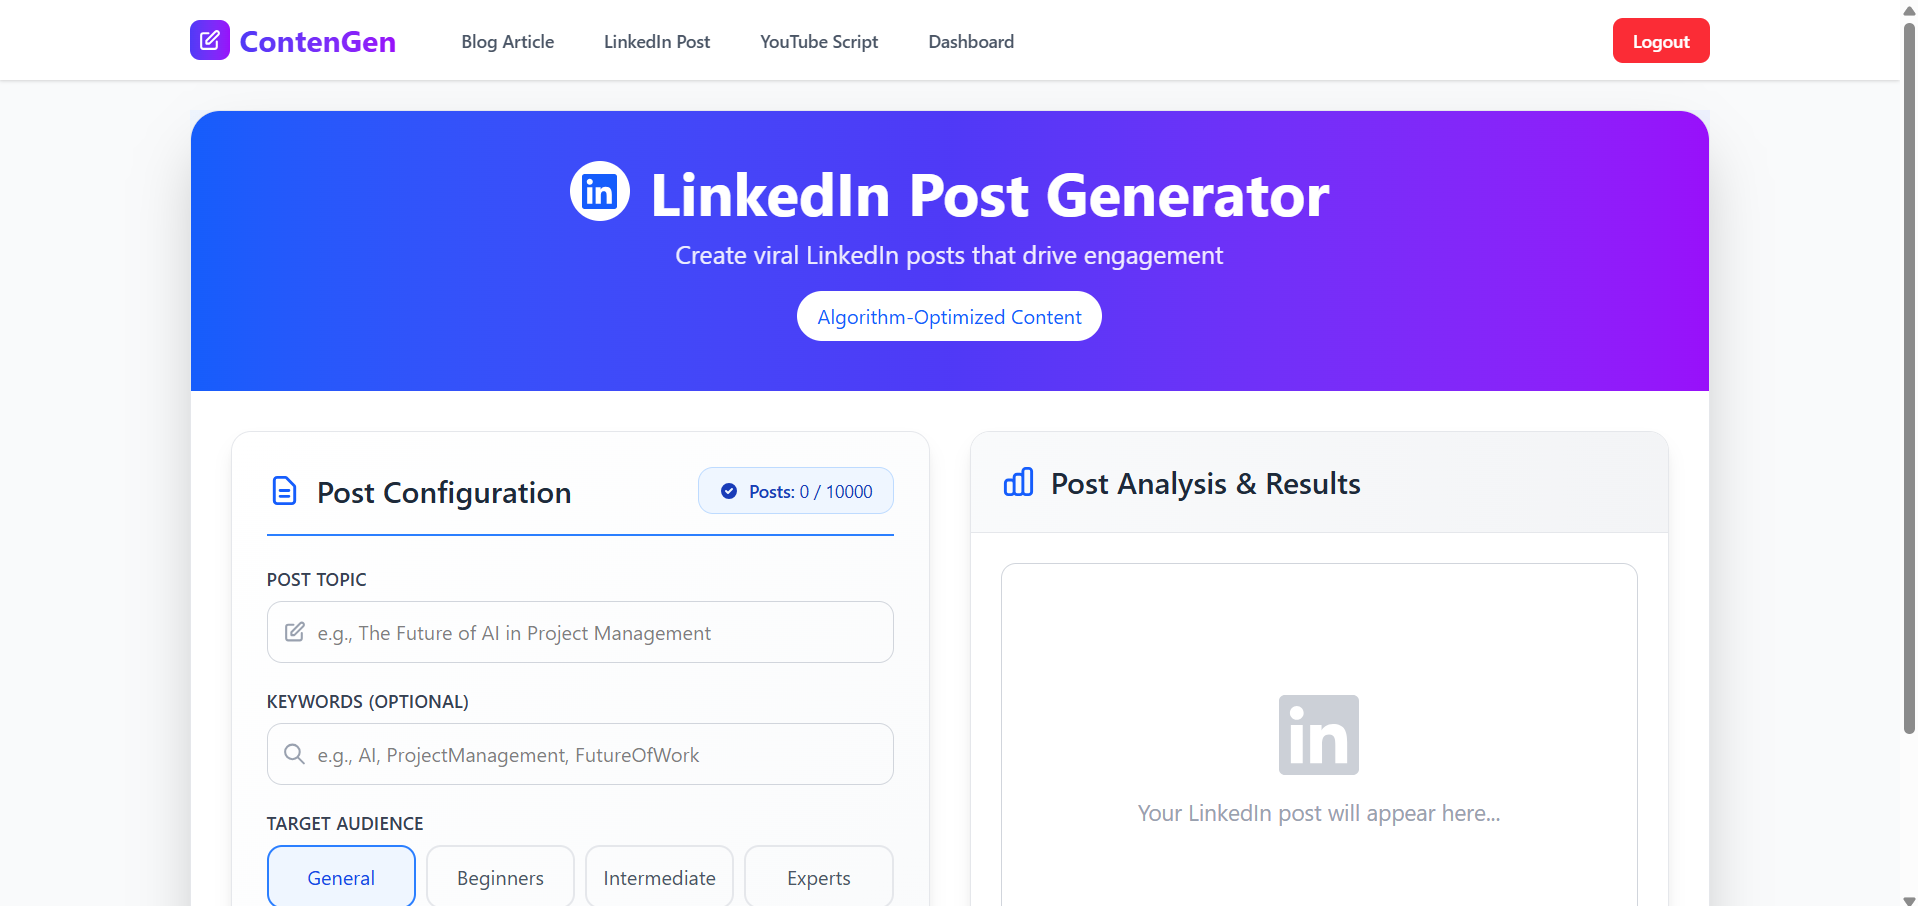 ContenGen
Blog Article
LinkedIn Post
YouTube Script
Dashboard
Logout
in LinkedIn Post Generator
Create viral LinkedIn posts that drive engagement
Algorithm-Optimized Content
Post Configuration
Posts: 0 / 10000
POST TOPIC
e.g., The Future of AI in Project Management
KEYWORDS (OPTIONAL)
e.g., AI, ProjectManagement, FutureOfWork
TARGET AUDIENCE
General
Beginners
Intermediate
Experts
Post Analysis & Results
in
Your LinkedIn post will appear here...